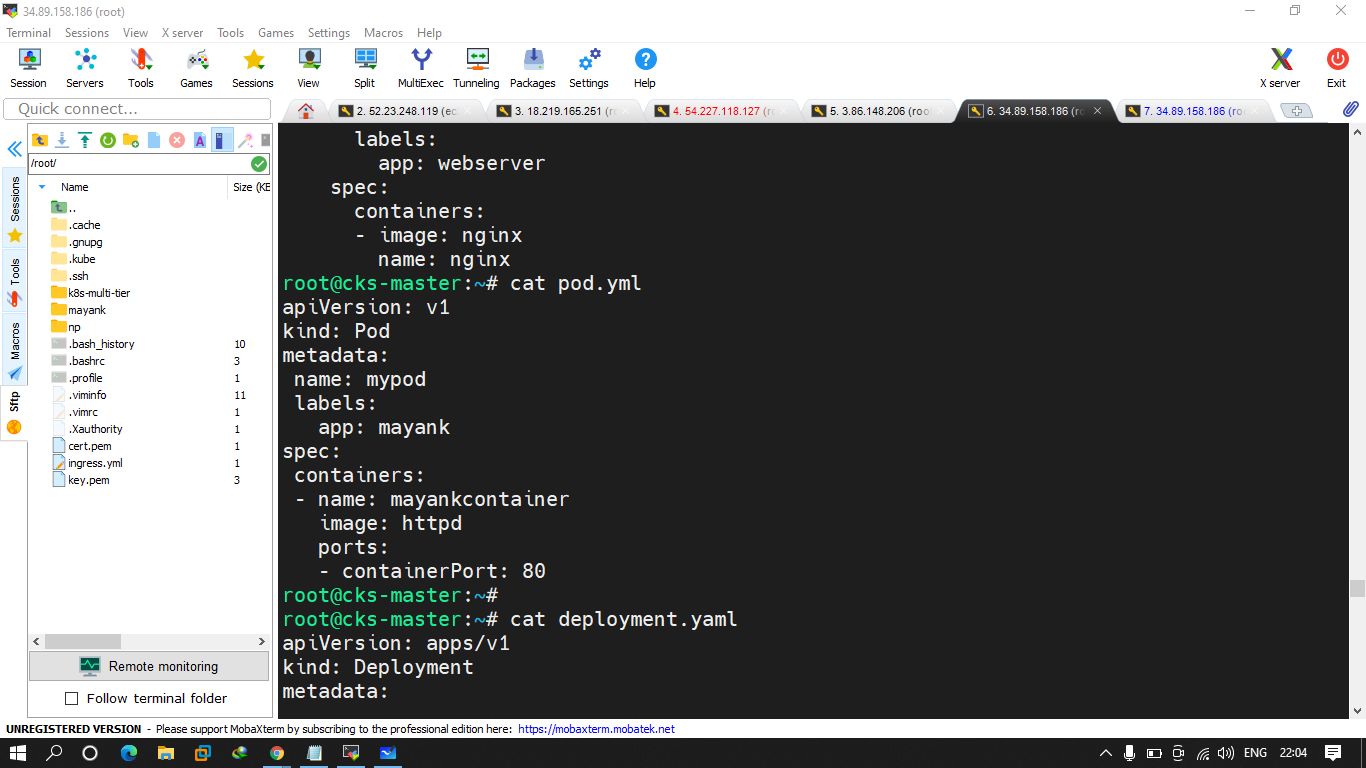 34.89.158.186 (root)
Terminal Sessions View X server Tools Games Settings Macros Help
Session Servers Tools Games Sessions View Split MultiExec Tunneling Packages Settings Help X server Exit
Quick connect...
2. 52.23.248.119 (ec
3. 18.219.165.251 (ro
4. 54.227.118.127 (ro
5. 3.86.148.206 (root
6. 34.89.158.186 (ro
7. 34.89.158.186 (ro
/root/
Name Size (KB
..
.cache
.gnupg
.kube
.ssh
k8s-multi-tier
mayank
np
.bash_history 10
.bashrc 3
.profile 1
.viminfo 11
.vimrc 1
.Xauthority 1
cert.pem 1
ingress.yml 1
key.pem 3
Sessions
Tools
Macros
Sftp
Remote monitoring
Follow terminal folder
labels:
app: webserver
spec:
containers:
- image: nginx
name: nginx
root@cks-master:~# cat pod.yml
apiVersion: v1
kind: Pod
metadata:
name: mypod
labels:
app: mayank
spec:
containers:
- name: mayankcontainer
image: httpd
ports:
- containerPort: 80
root@cks-master:~#
root@cks-master:~# cat deployment.yaml
apiVersion: apps/v1
kind: Deployment
metadata:
UNREGISTERED VERSION - Please support MobaXterm by subscribing to the professional edition here: https://mobaxterm.mobatek.net
ENG 22:04